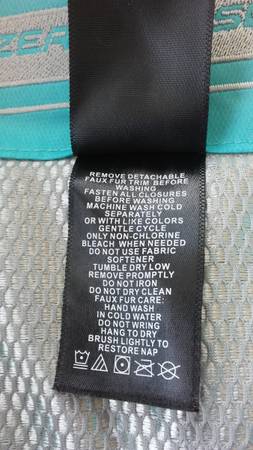 ZER
REMOVE DETACHABLE
FAUX FUR TRIM BEFORE
WASHING
FASTEN ALL CLOSURES
BEFORE WASHING
MACHINE WASH COLD
SEPARATELY
OR WITH LIKE COLORS
GENTLE CYCLE
ONLY NON-CHLORINE
BLEACH WHEN NEEDED
DO NOT USE FABRIC
SOFTENER
TUMBLE DRY LOW
REMOVE PROMPTLY
DO NOT IRON
DO NOT DRY CLEAN
FAUX FUR CARE:
HAND WASH
IN COLD WATER
DO NOT WRING
HANG TO DRY
BRUSH LIGHTLY TO
RESTORE NAP